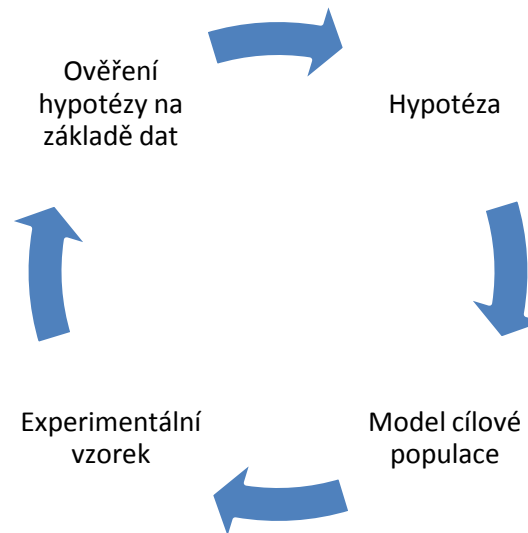 Ověření
hypotézy na
základě dat
Hypotéza
Experimentální
vzorek
Model cílové
populace